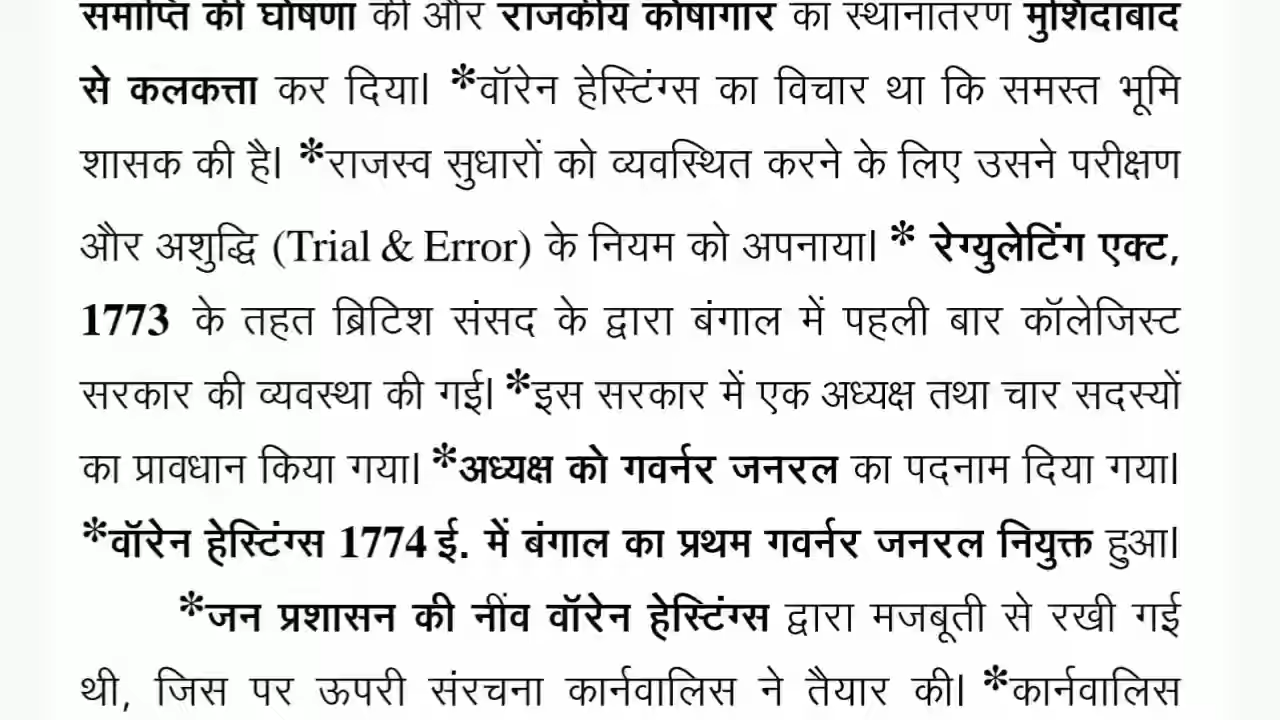 समाप्ति की घोषणा की और राजकीय कोषागार का स्थानांतरण मुर्शिदाबाद
से कलकत्ता कर दिया। *वॉरेन हेस्टिंग्स का विचार था कि समस्त भूमि
शासक की है। *राजस्व सुधारों को व्यवस्थित करने के लिए उसने परीक्षण
और अशुद्धि (Trial & Error) के नियम को अपनाया। * रेग्युलेटिंग एक्ट,
1773 के तहत ब्रिटिश संसद के द्वारा बंगाल में पहली बार कॉलेजिस्ट
सरकार की व्यवस्था की गई। *इस सरकार में एक अध्यक्ष तथा चार सदस्यों
का प्रावधान किया गया। *अध्यक्ष को गवर्नर जनरल का पदनाम दिया गया।
*वॉरेन हेस्टिंग्स 1774 ई. में बंगाल का प्रथम गवर्नर जनरल नियुक्त हुआ।
*जन प्रशासन की नींव वॉरेन हेस्टिंग्स द्वारा मजबूती से रखी गई
थी, जिस पर ऊपरी संरचना कार्नवालिस ने तैयार की। *कार्नवालिस